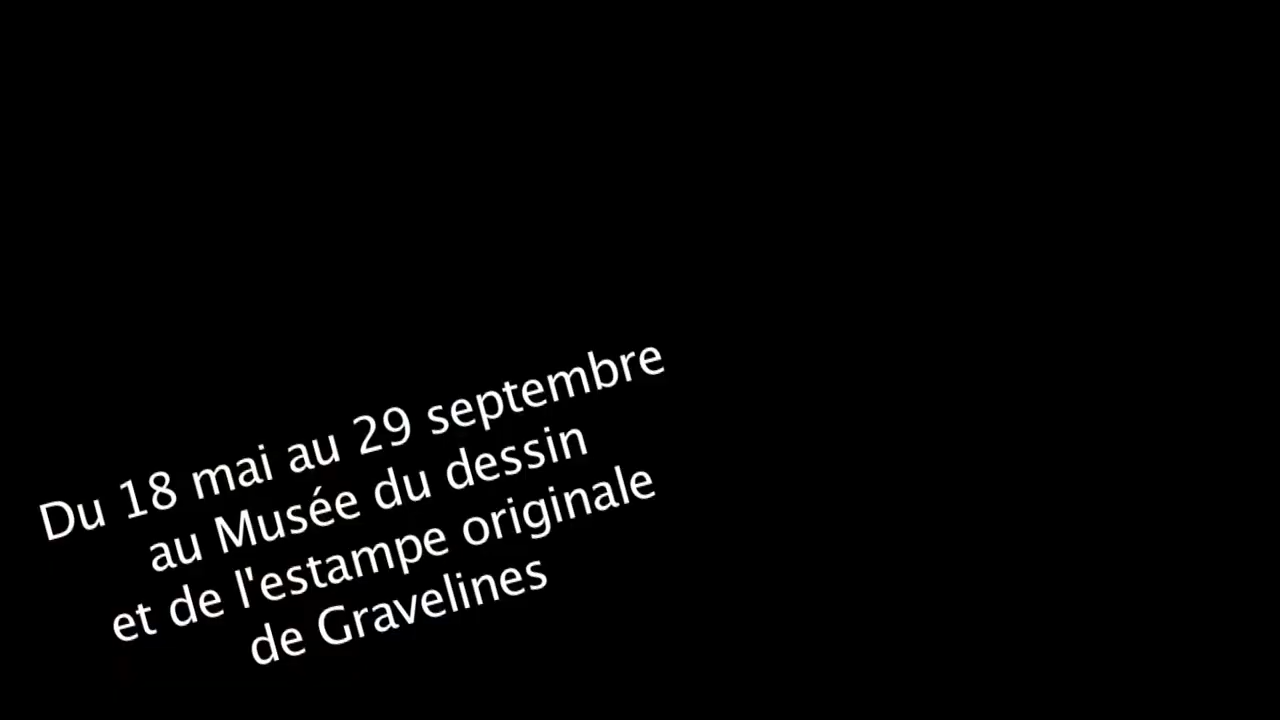 Du 18 mai au 29 septembre
au Musée du dessin
et de l'estampe originale
de Gravelines